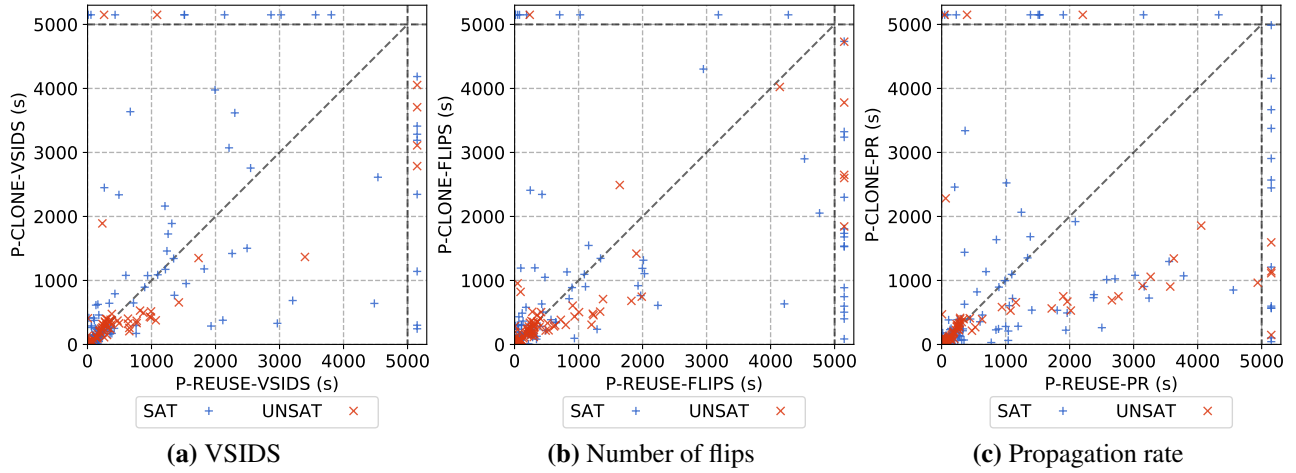 5000
4000
3000
2000
1000
0
P-CLONE-VSIDS (s)
0 1000 2000 3000 4000 5000
P-REUSE-VSIDS (s)
SAT + UNSAT ×
(a) VSIDS
5000
4000
3000
2000
1000
0
P-CLONE-FLIPS (s)
0 1000 2000 3000 4000 5000
P-REUSE-FLIPS (s)
SAT + UNSAT ×
(b) Number of flips
5000
4000
3000
2000
1000
0
P-CLONE-PR (s)
0 1000 2000 3000 4000 5000
P-REUSE-PR (s)
SAT + UNSAT ×
(c) Propagation rate